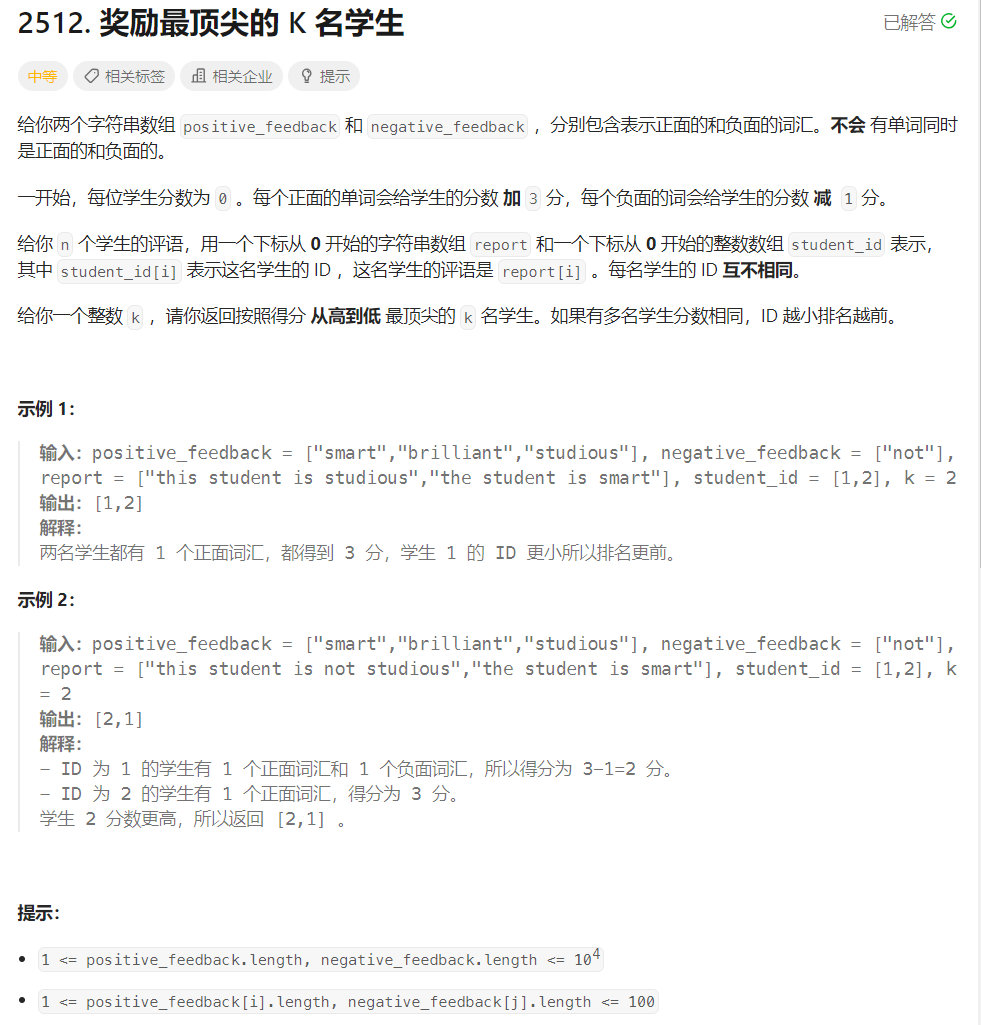 2512. 奖励最顶尖的 K 名学生
已解答
中等 相关标签 相关企业 提示
给你两个字符串数组 positive_feedback 和 negative_feedback ，分别包含表示正面的和负面的词汇。不会 有单词同时
是正面的和负面的。
一开始，每位学生分数为 0 。每个正面的单词会给学生的分数 加 3 分，每个负面的词会给学生的分数 减 1 分。
给你 n 个学生的评语，用一个下标从 0 开始的字符串数组 report 和一个下标从 0 开始的整数数组 student_id 表示，
其中 student_id[i] 表示这名学生的 ID ，这名学生的评语是 report[i] 。每名学生的 ID 互不相同。
给你一个整数 k ，请你返回按照得分 从高到低 最顶尖的 k 名学生。如果有多名学生分数相同，ID 越小排名越前。
示例 1：
输入：positive_feedback = ["smart","brilliant","studious"], negative_feedback = ["not"],
report = ["this student is studious","the student is smart"], student_id = [1,2], k = 2
输出：[1,2]
解释：
两名学生都有 1 个正面词汇，都得到 3 分，学生 1 的 ID 更小所以排名更前。
示例 2：
输入：positive_feedback = ["smart","brilliant","studious"], negative_feedback = ["not"],
report = ["this student is not studious","the student is smart"], student_id = [1,2], k
= 2
输出：[2,1]
解释：
- ID 为 1 的学生有 1 个正面词汇和 1 个负面词汇，所以得分为 3-1=2 分。
- ID 为 2 的学生有 1 个正面词汇，得分为 3 分。
学生 2 分数更高，所以返回 [2,1] 。
提示：
• 1 <= positive_feedback.length, negative_feedback.length <= 10⁴
• 1 <= positive_feedback[i].length, negative_feedback[j].length <= 100